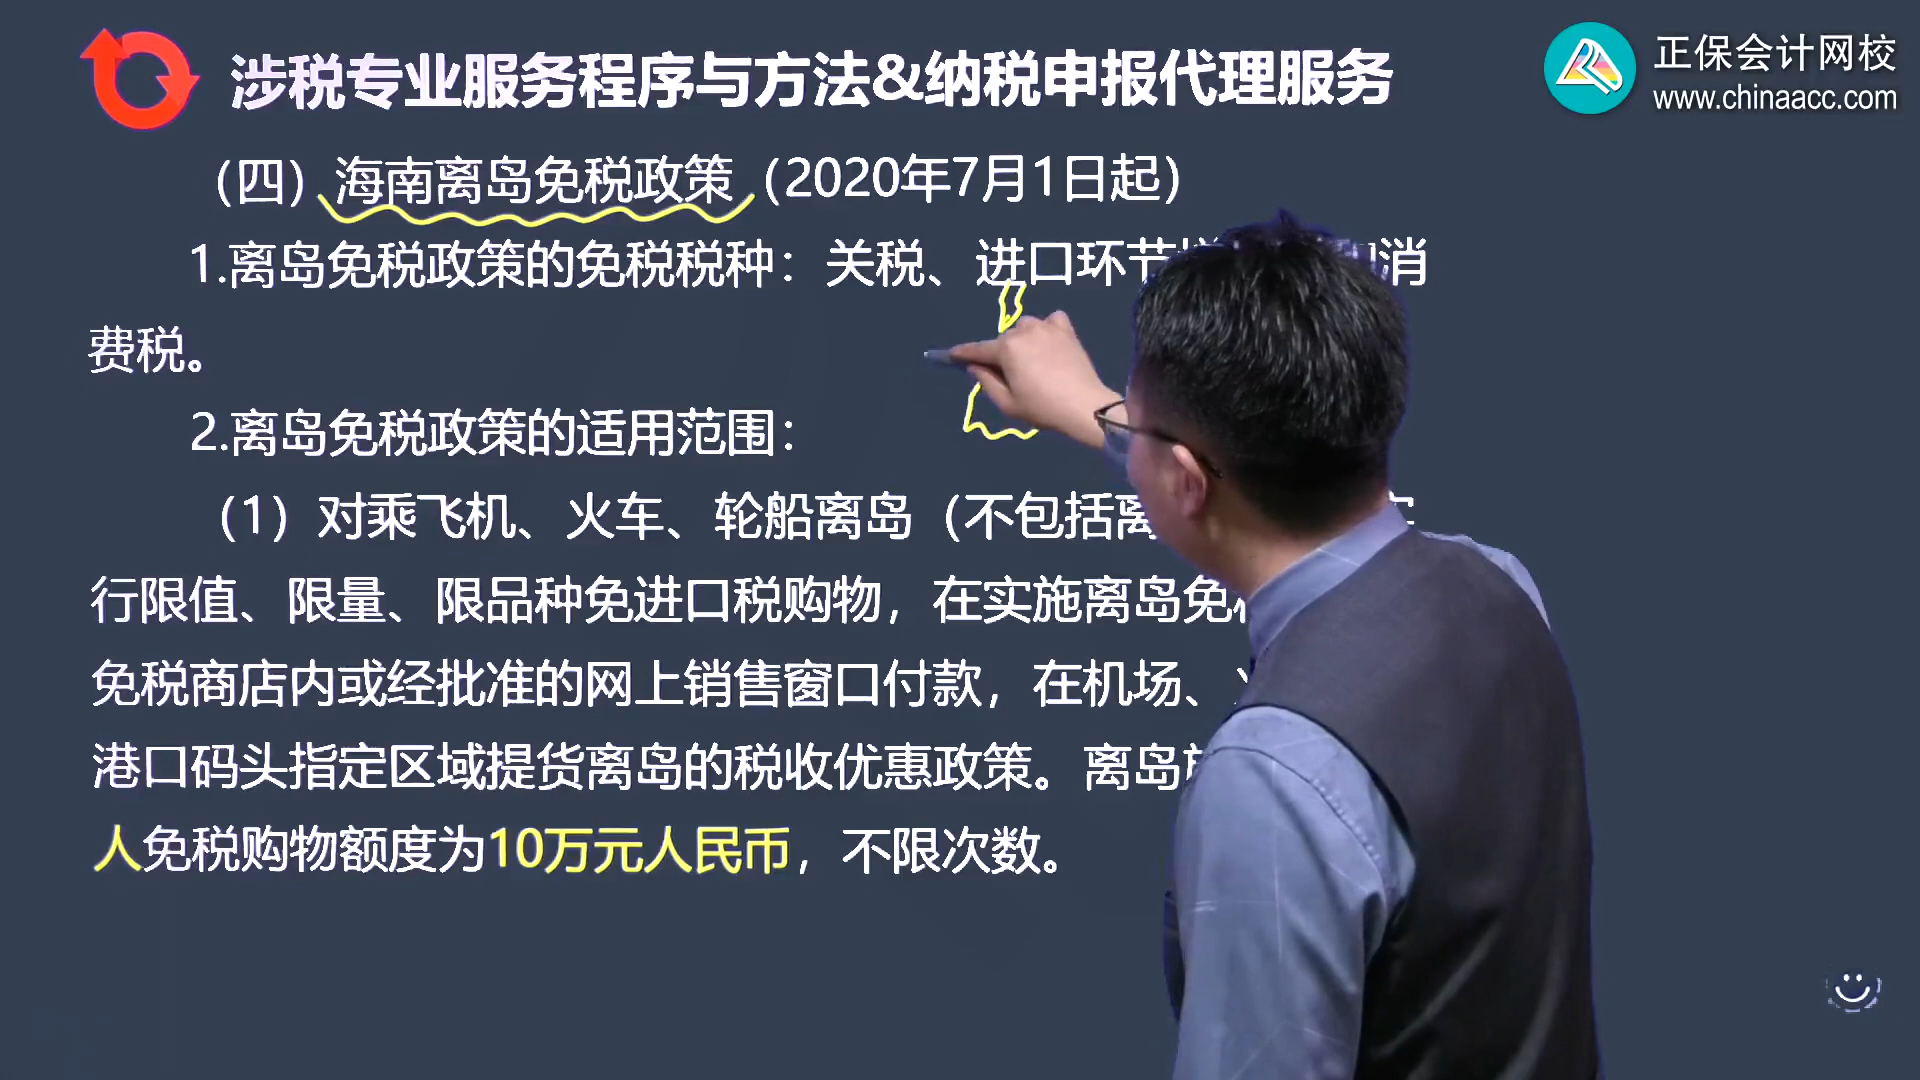 涉税专业服务程序与方法&纳税申报代理服务
正保会计网校
www.chinaacc.com
（四）海南离岛免税政策（2020年7月1日起）
1.离岛免税政策的免税税种：关税、进口环节 消
费税。
2.离岛免税政策的适用范围：
（1）对乘飞机、火车、轮船离岛（不包括离
行限值、限量、限品种免进口税购物，在实施离岛免
免税商店内或经批准的网上销售窗口付款，在机场、
港口码头指定区域提货离岛的税收优惠政策。离岛
人免税购物额度为10万元人民币，不限次数。